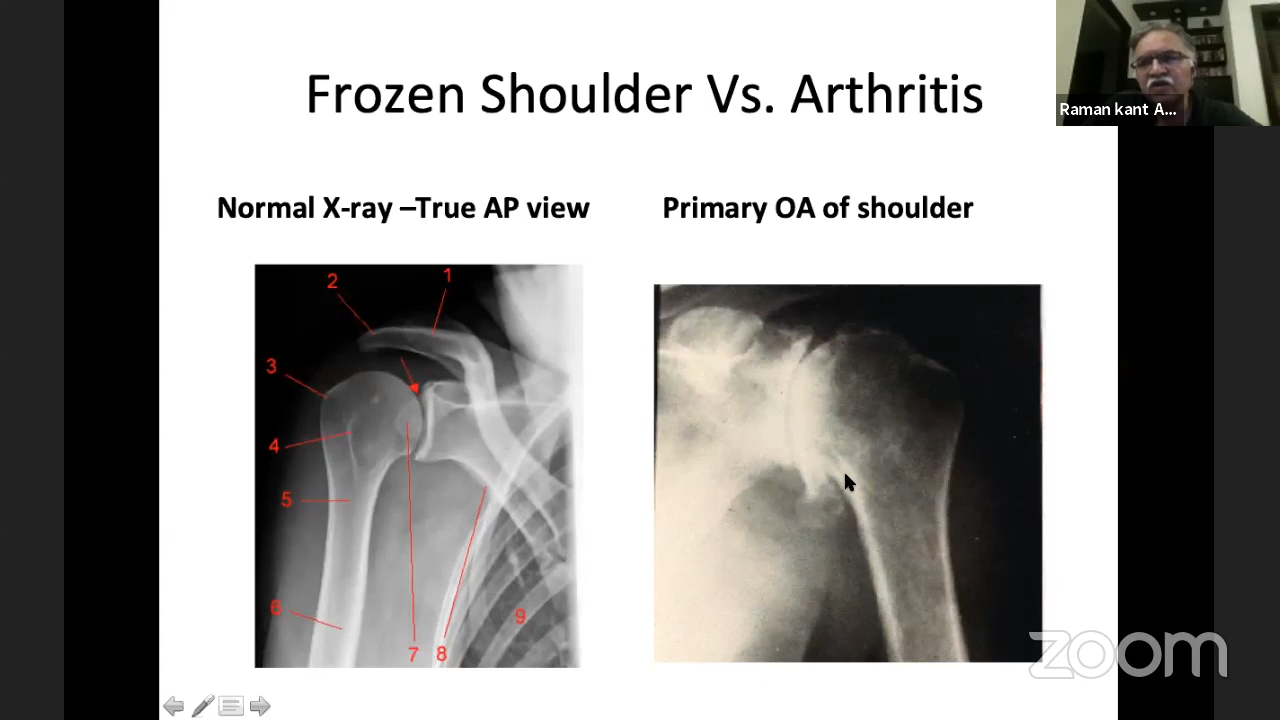 Frozen Shoulder Vs. Arthritis
Raman kant A...
Normal X-ray –True AP view
Primary OA of shoulder
2
1
3
4
5
6
7
8
9
zoom